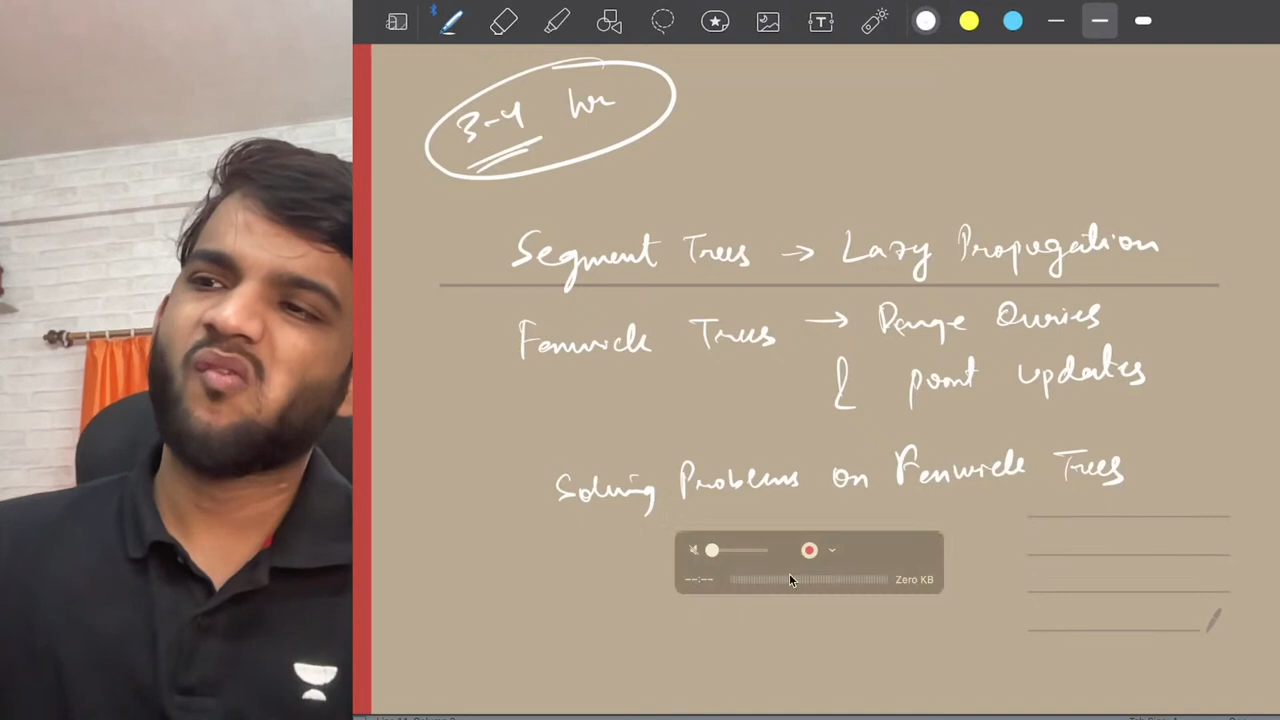 3-4 hr
Segment Trees → Lazy Propagation
Fenwick Trees → Range Queries
& point updates
Solving Problems on Fenwick Trees
--:-- Zero KB